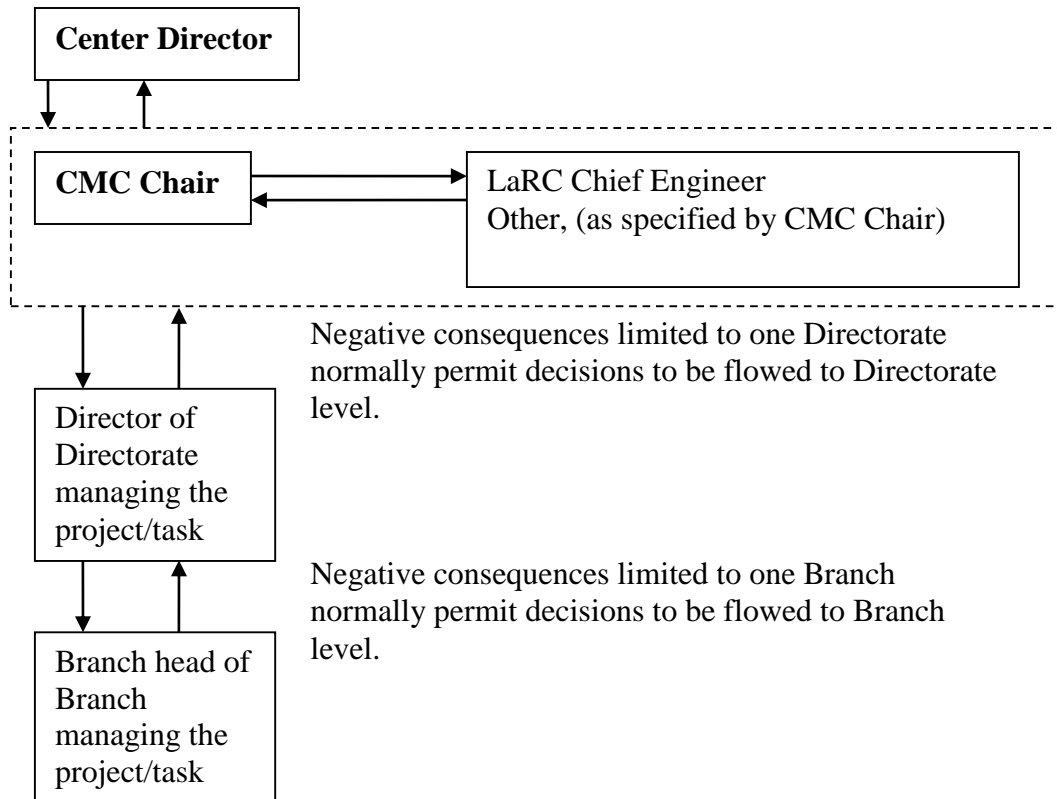 Center Director
CMC Chair
LaRC Chief Engineer
Other, (as specified by CMC Chair)
Negative consequences limited to one Directorate
normally permit decisions to be flowed to Directorate
level.
Director of
Directorate
managing the
project/task
Negative consequences limited to one Branch
normally permit decisions to be flowed to Branch
level.
Branch head of
Branch
managing the
project/task